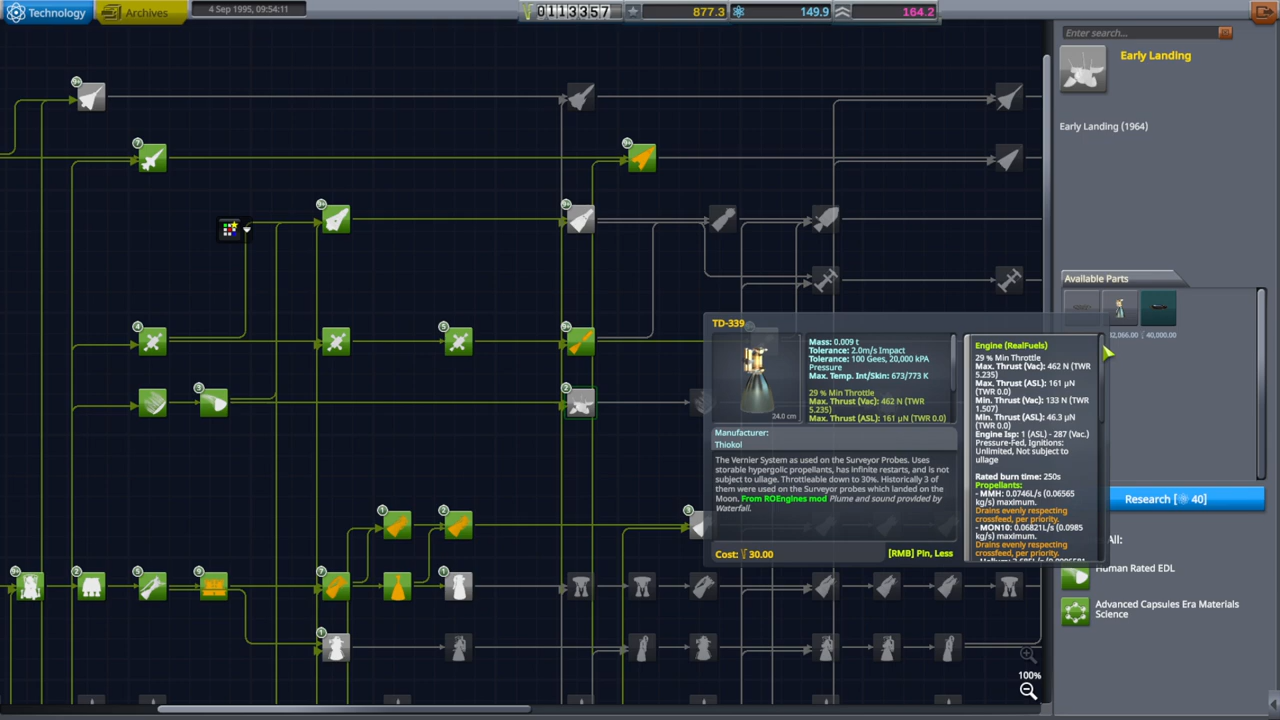 Technology
Archives
4 Sep 1995, 09:54:11
0113357
877.3
149.9
164.2
Enter search...
Early Landing
Early Landing (1964)
Available Parts
40,000.00
TD-339
24.0 cm
Mass: 0.009 t
Tolerance: 2.0m/s Impact
Tolerance: 100 Gees, 20,000 kPA
Pressure
Max. Temp. Int/Skin: 673/773 K
29 % Min Throttle
Max. Thrust (Vac): 462 N (TWR
5.235)
Max. Thrust (ASL): 161 µN (TWR 0.0)
Manufacturer:
Thiokol
The Vernier System as used on the Surveyor Probes. Uses
storable hypergolic propellants, has infinite restarts, and is not
subject to ullage. Throttleable down to 30%. Historically 3 of
them were used on the Surveyor probes which landed on the
Moon. From ROEngines mod Plume and sound provided by
Waterfall.
Cost: 30.00
[RMB] Pin, Less
Engine (RealFuels)
29 % Min Throttle
Max. Thrust (Vac): 462 N (TWR
5.235)
Max. Thrust (ASL): 161 µN
(TWR 0.0)
Min. Thrust (Vac): 133 N (TWR
1.507)
Min. Thrust (ASL): 46.3 µN
(TWR 0.0)
Engine Isp: 1 (ASL) - 287 (Vac.)
Pressure-Fed, Ignitions:
Unlimited, Not subject to
ullage
Rated burn time: 250s
Propellants:
- MMH: 0.0746L/s (0.06565
kg/s) maximum.
Drains evenly respecting
crossfeed, per priority.
- MON10: 0.06821L/s (0.0985
kg/s) maximum.
Drains evenly respecting
crossfeed, per priority.
Research [ 40]
All:
Human Rated EDL
Advanced Capsules Era Materials
Science
100%